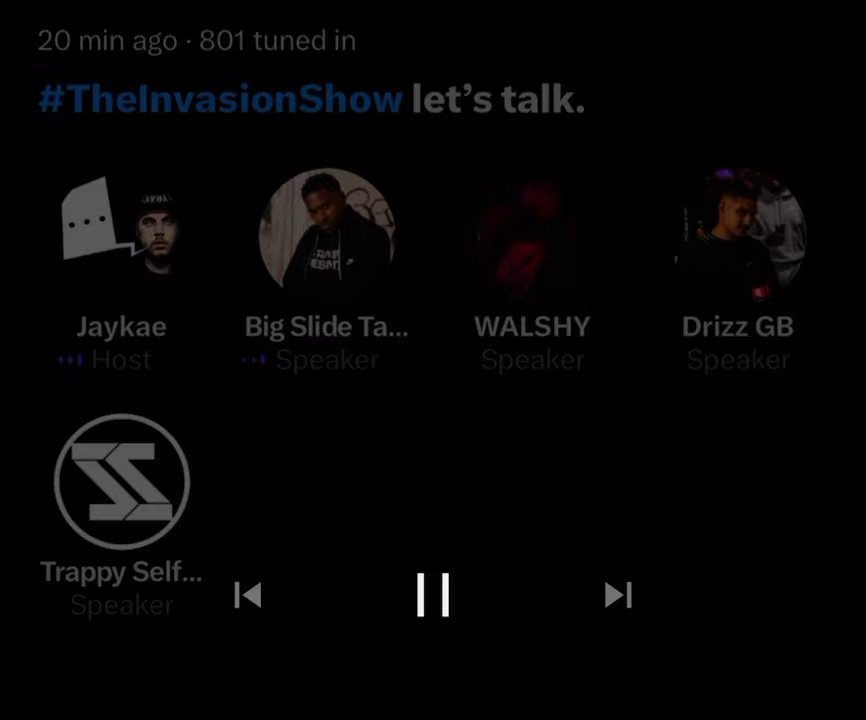 20 min ago · 801 tuned in
#TheInvasionShow let’s talk.
Jaykae
Host
Big Slide Ta...
Speaker
WALSHY
Speaker
Drizz GB
Speaker
Trappy Self...
Speaker